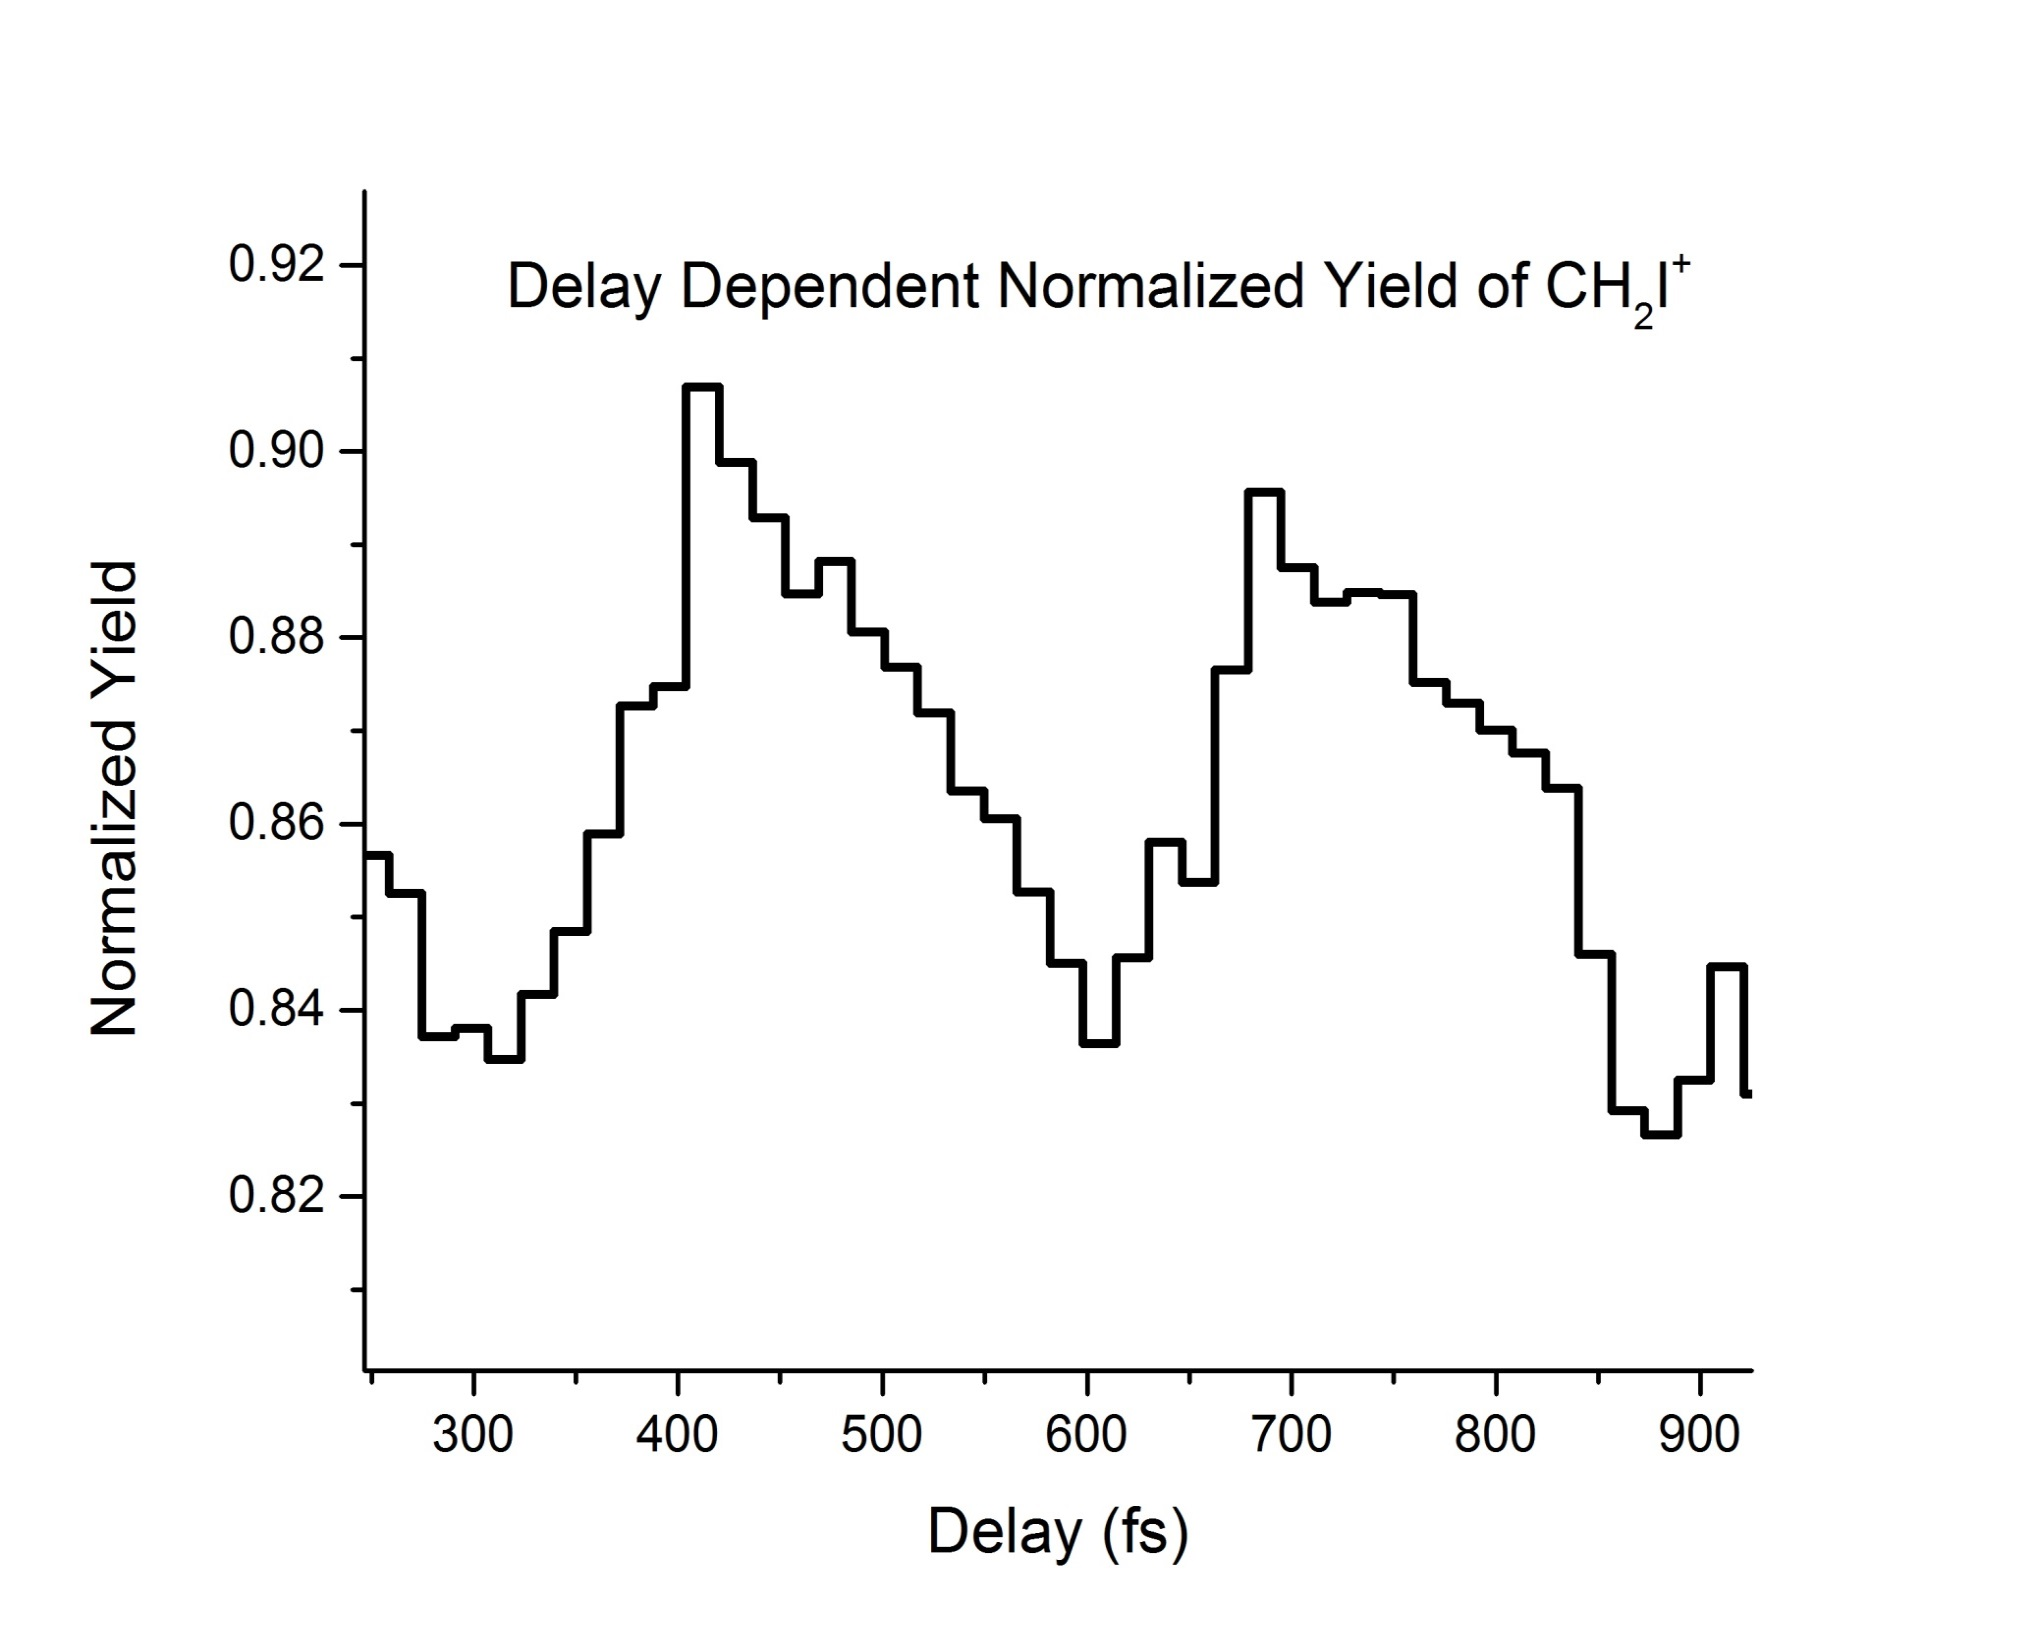 Delay Dependent Normalized Yield of CH₂I⁺
Normalized Yield
0.92
0.90
0.88
0.86
0.84
0.82
300 400 500 600 700 800 900
Delay (fs)